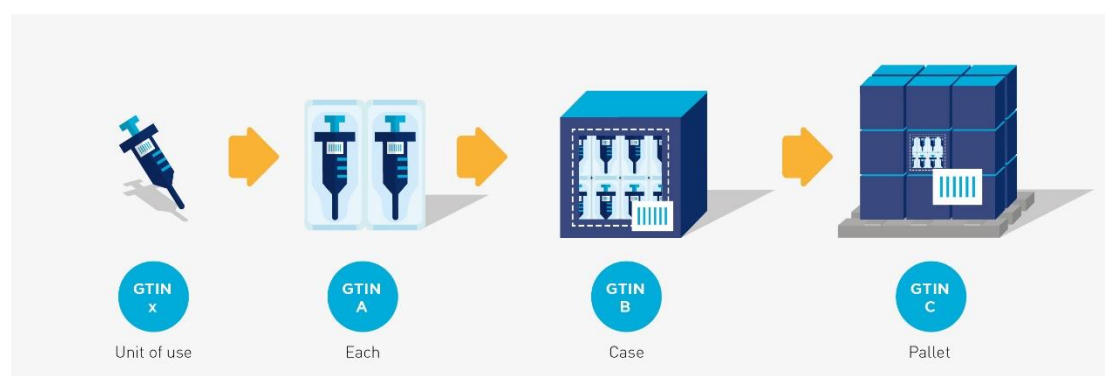 GTIN
x
Unit of use
GTIN
A
Each
GTIN
B
Case
GTIN
C
Pallet